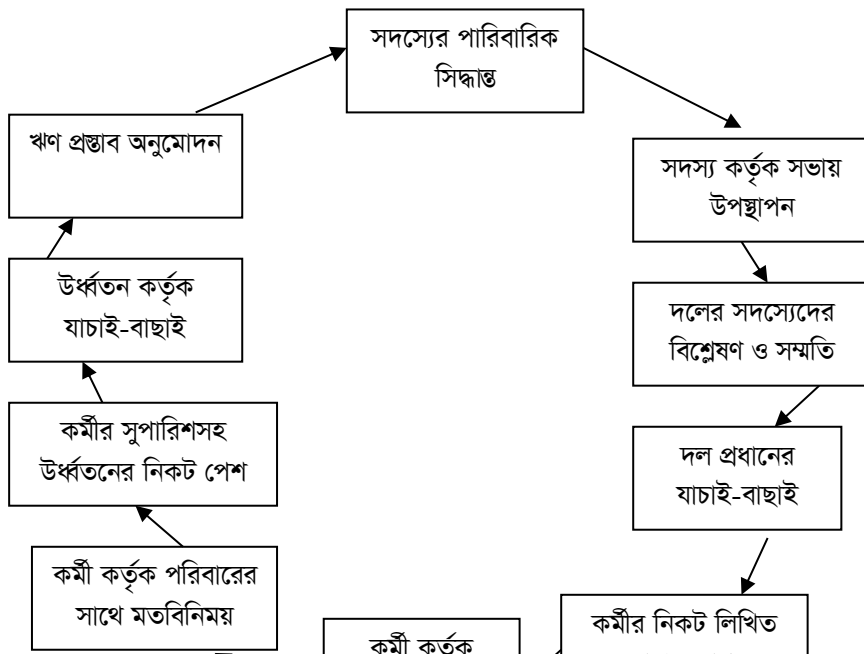 সদস্যের পারিবারিক
সিদ্ধান্ত
ঋণ প্রস্তাব অনুমোদন
সদস্য কর্তৃক সভায়
উপস্থাপন
উর্ধ্বতন কর্তৃক
যাচাই-বাছাই
দলের সদস্যেদের
বিশ্লেষণ ও সম্মতি
কর্মীর সুপারিশসহ
উর্ধ্বতনের নিকট পেশ
দল প্রধানের
যাচাই-বাছাই
কর্মী কর্তৃক পরিবারের
সাথে মতবিনিময়
কর্মীর নিকট লিখিত
কর্মী কর্তৃক